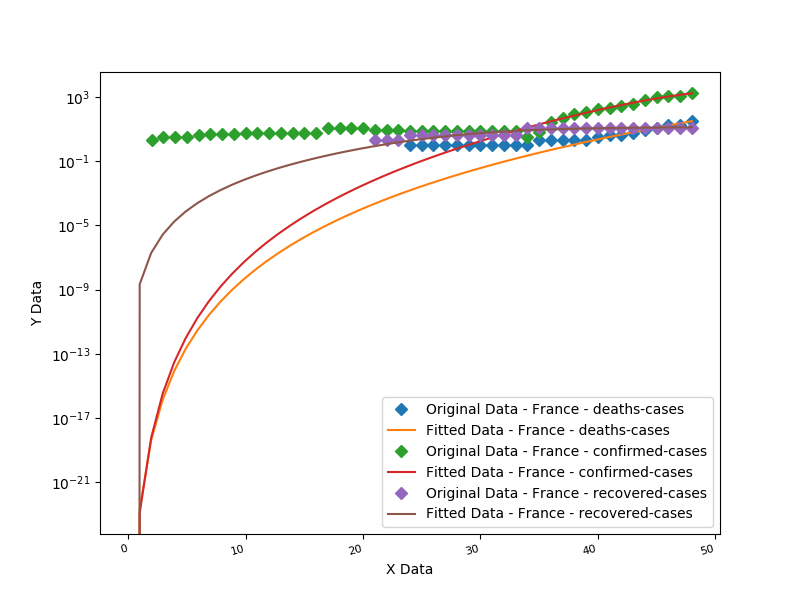 10^3
10^-1
10^-5
10^-9
10^-13
10^-17
10^-21
Y Data
Original Data - France - deaths-cases
Fitted Data - France - deaths-cases
Original Data - France - confirmed-cases
Fitted Data - France - confirmed-cases
Original Data - France - recovered-cases
Fitted Data - France - recovered-cases
0 10 20 30 40 50
X Data